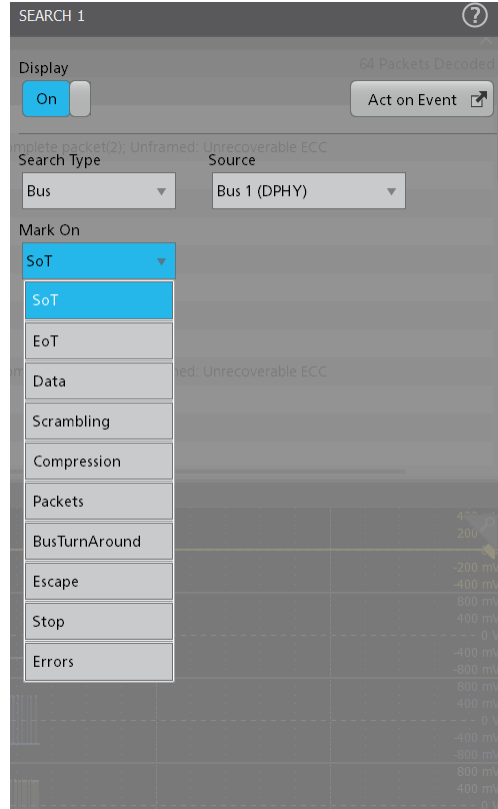 SEARCH 1
?
Display
64 Packets Decoded
On
Act on Event
omplete packet(2); Unframed: Unrecoverable ECC
Search Type
Source
Bus
Bus 1 (DPHY)
Mark On
SoT
SoT
EoT
med: Unrecoverable ECC
Data
Scrambling
Compression
Packets
BusTurnAround
Escape
Stop
Errors
200
-200 mV
-400 mV
800 mV
400 mV
0 V
-400 mV
-800 mV
800 mV
400 mV
0 V
-400 mV
-800 mV
800 mV
400 mV